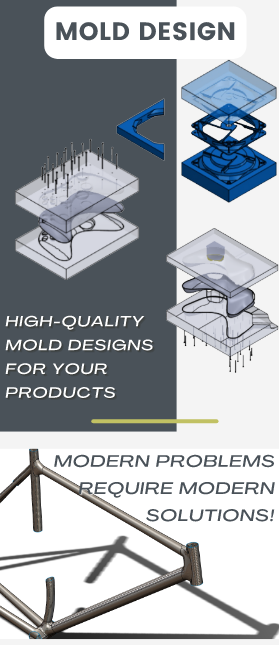 MOLD DESIGN
HIGH-QUALITY
MOLD DESIGNS
FOR YOUR
PRODUCTS
MODERN PROBLEMS
REQUIRE MODERN
SOLUTIONS!